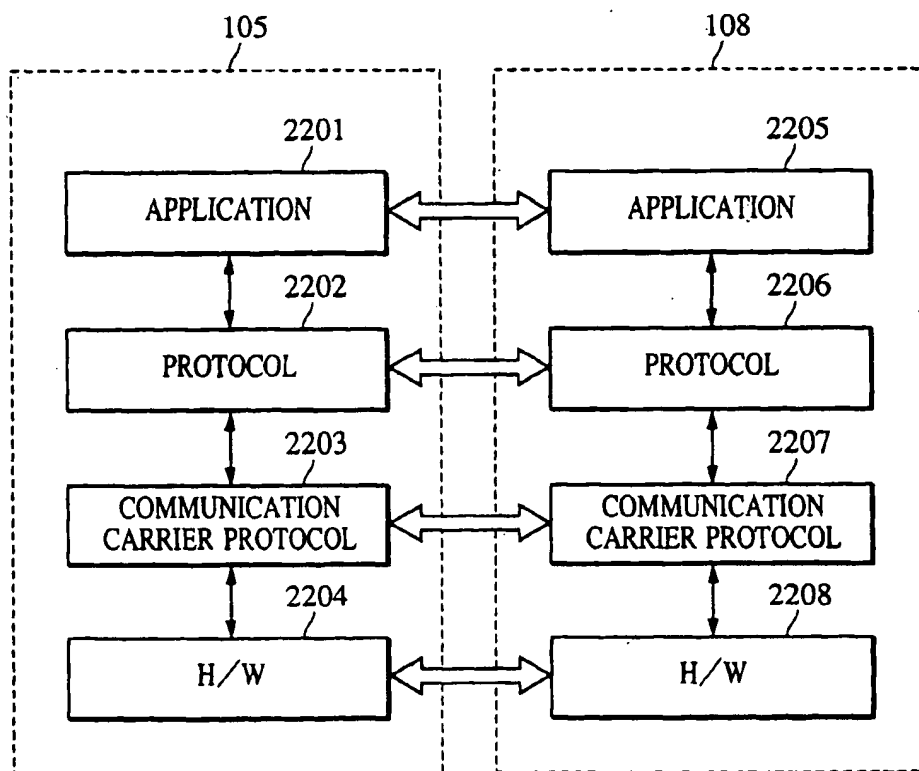 105
108
2201
2205
APPLICATION
APPLICATION
2202
2206
PROTOCOL
PROTOCOL
2203
2207
COMMUNICATION
CARRIER PROTOCOL
COMMUNICATION
CARRIER PROTOCOL
2204
2208
H/W
H/W